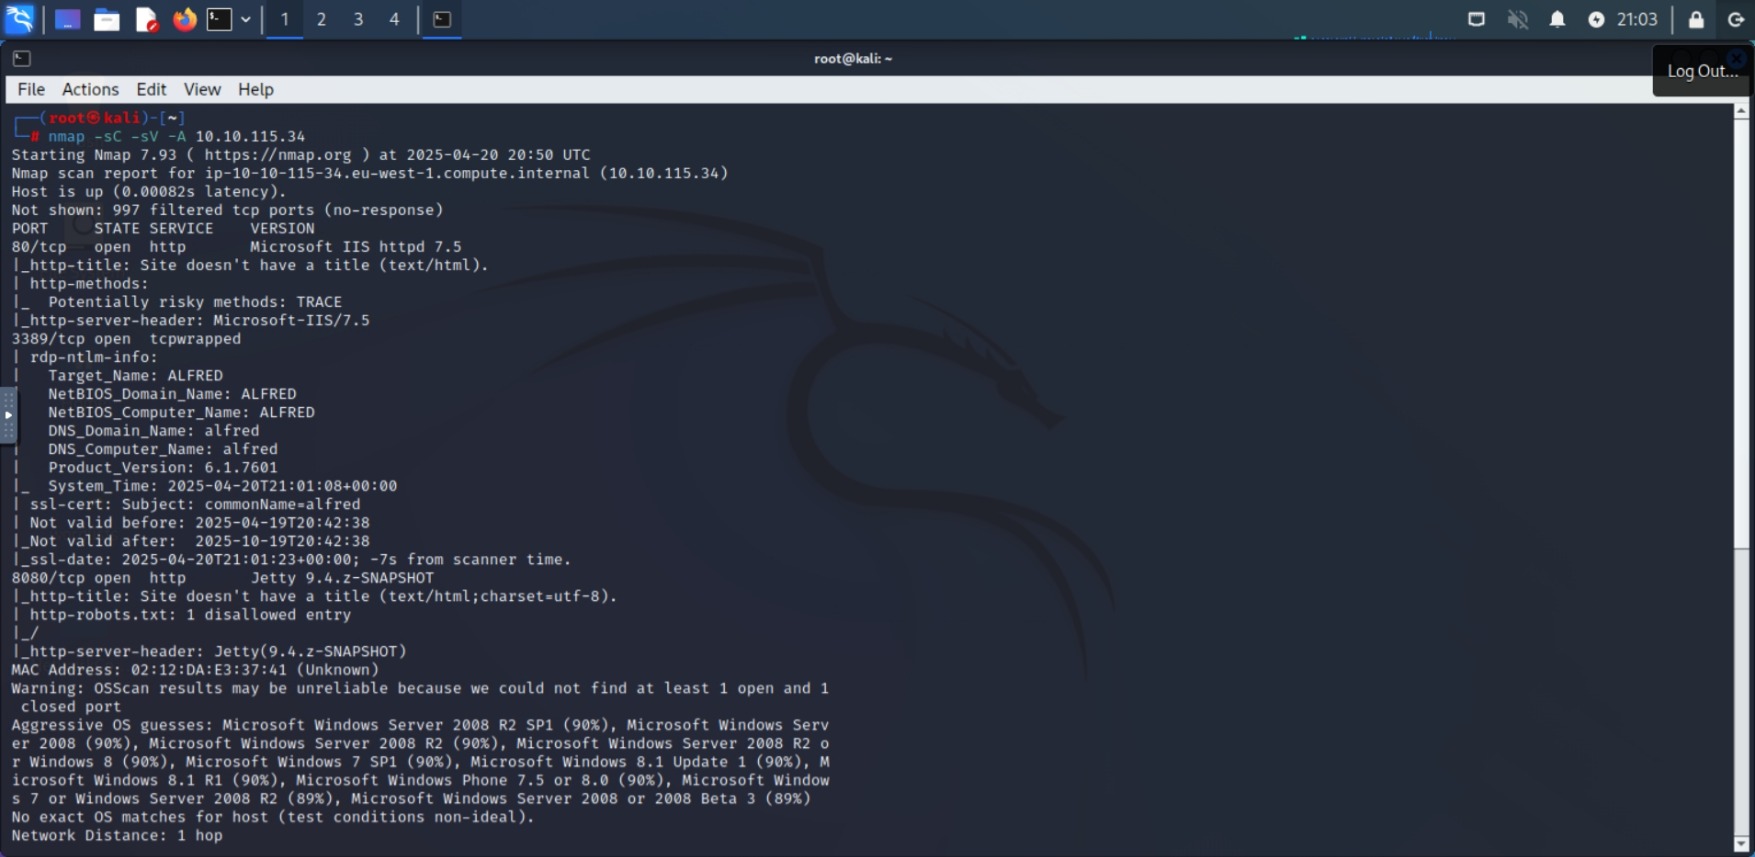 1 2 3 4 21:03
root@kali: ~
Log Out...
File Actions Edit View Help
┌──(root㉿kali)-[~]
└─# nmap -sC -sV -A 10.10.115.34
Starting Nmap 7.93 ( https://nmap.org ) at 2025-04-20 20:50 UTC
Nmap scan report for ip-10-10-115-34.eu-west-1.compute.internal (10.10.115.34)
Host is up (0.00082s latency).
Not shown: 997 filtered tcp ports (no-response)
PORT     STATE SERVICE    VERSION
80/tcp   open  http       Microsoft IIS httpd 7.5
|_http-title: Site doesn't have a title (text/html).
| http-methods:
|_  Potentially risky methods: TRACE
|_http-server-header: Microsoft-IIS/7.5
3389/tcp open  tcpwrapped
| rdp-ntlm-info:
|   Target_Name: ALFRED
|   NetBIOS_Domain_Name: ALFRED
|   NetBIOS_Computer_Name: ALFRED
|   DNS_Domain_Name: alfred
|   DNS_Computer_Name: alfred
|   Product_Version: 6.1.7601
|_  System_Time: 2025-04-20T21:01:08+00:00
| ssl-cert: Subject: commonName=alfred
| Not valid before: 2025-04-19T20:42:38
|_Not valid after:  2025-10-19T20:42:38
|_ssl-date: 2025-04-20T21:01:23+00:00; -7s from scanner time.
8080/tcp open  http       Jetty 9.4.z-SNAPSHOT
|_http-title: Site doesn't have a title (text/html;charset=utf-8).
| http-robots.txt: 1 disallowed entry
|_/
|_http-server-header: Jetty(9.4.z-SNAPSHOT)
MAC Address: 02:12:DA:E3:37:41 (Unknown)
Warning: OSScan results may be unreliable because we could not find at least 1 open and 1
 closed port
Aggressive OS guesses: Microsoft Windows Server 2008 R2 SP1 (90%), Microsoft Windows Serv
er 2008 (90%), Microsoft Windows Server 2008 R2 (90%), Microsoft Windows Server 2008 R2 o
r Windows 8 (90%), Microsoft Windows 7 SP1 (90%), Microsoft Windows 8.1 Update 1 (90%), M
icrosoft Windows 8.1 R1 (90%), Microsoft Windows Phone 7.5 or 8.0 (90%), Microsoft Window
s 7 or Windows Server 2008 R2 (89%), Microsoft Windows Server 2008 or 2008 Beta 3 (89%)
No exact OS matches for host (test conditions non-ideal).
Network Distance: 1 hop